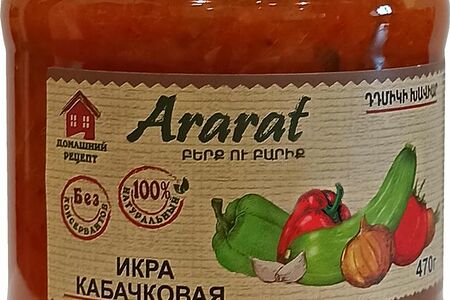 ԴԴՄԻԿԻ ԽԱՎԻԱՐ
Ararat
ԲԵՐՔ ՈՒ ԲԱՐԻՔ
ДОМАШНИЙ
РЕЦЕПТ
Без
КОНСЕРВАНТОВ
100%
НАТУРАЛЬНЫЙ
470г
ИКРА
КАБАЧКОВАЯ